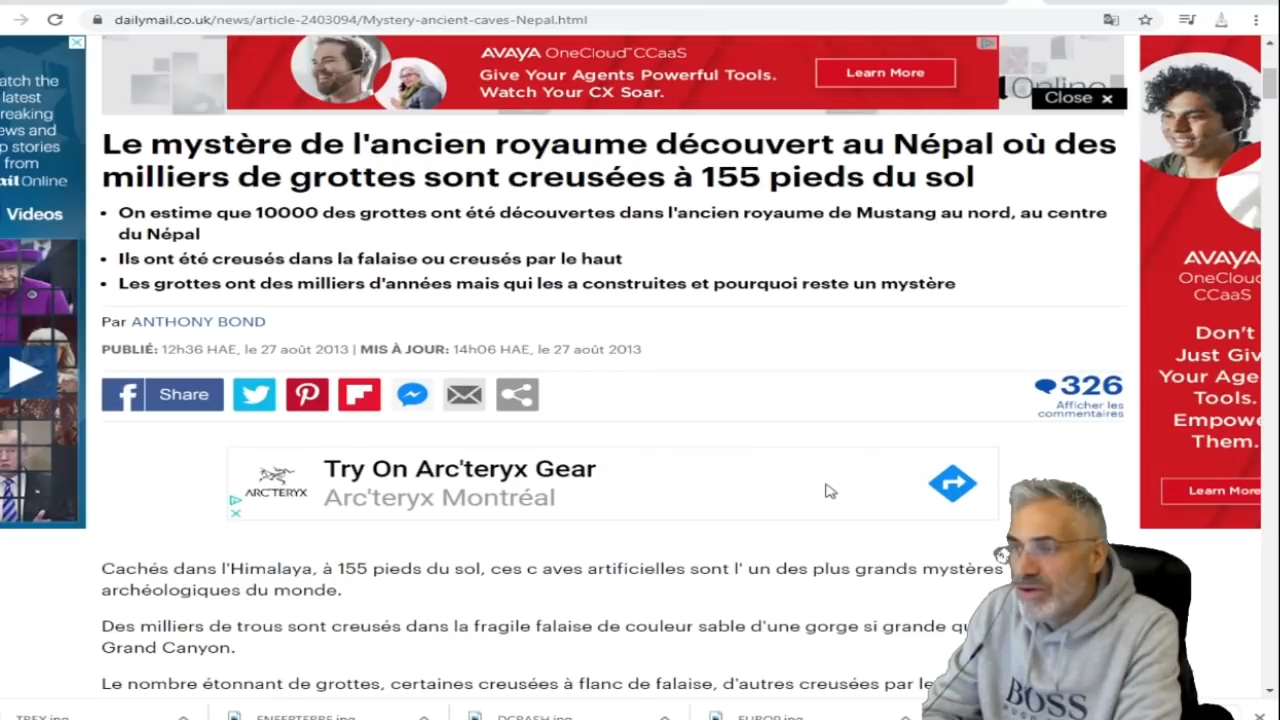 dailymail.co.uk/news/article-2403094/Mystery-ancient-caves-Nepal.html
atch the
latest
reaking
ews and
p stories
from
ail Online
Videos
AVAYA OneCloud™CCaaS
Give Your Agents Powerful Tools.
Watch Your CX Soar.
Learn More
Online
Close ×
Le mystère de l'ancien royaume découvert au Népal où des
milliers de grottes sont creusées à 155 pieds du sol
• On estime que 10000 des grottes ont été découvertes dans l'ancien royaume de Mustang au nord, au centre
du Népal
• Ils ont été creusés dans la falaise ou creusés par le haut
• Les grottes ont des milliers d'années mais qui les a construites et pourquoi reste un mystère
Par ANTHONY BOND
PUBLIÉ: 12h36 HAE, le 27 août 2013 | MIS À JOUR: 14h06 HAE, le 27 août 2013
Share
326
Afficher les
commentaires
ARC'TERYX
Try On Arc'teryx Gear
Arc'teryx Montréal
AVAYA
OneCloud
CCaaS
Don't
Just Giv
Your Age
Tools.
Empowe
Them.
Learn More
Cachés dans l'Himalaya, à 155 pieds du sol, ces c aves artificielles sont l' un des plus grands mystères
archéologiques du monde.
Des milliers de trous sont creusés dans la fragile falaise de couleur sable d'une gorge si grande qu
Grand Canyon.
Le nombre étonnant de grottes, certaines creusées à flanc de falaise, d'autres creusées par le
BOSS
TREX.jpg
ENFERTERRE.jpg
DCRASH.jpg
EUROP.jpg